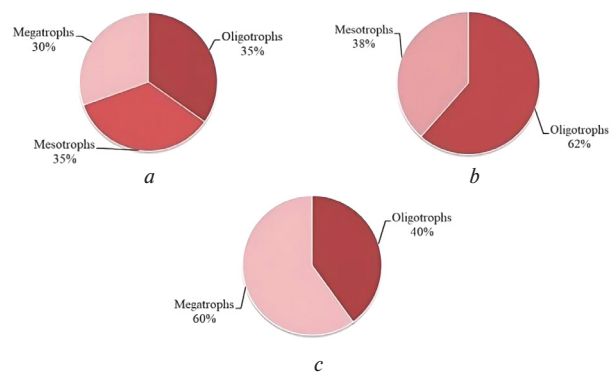 Megatrophs
30%
Oligotrophs
35%
Mesotrophs
35%
a
Mesotrophs
38%
Oligotrophs
62%
b
Oligotrophs
40%
Megatrophs
60%
c